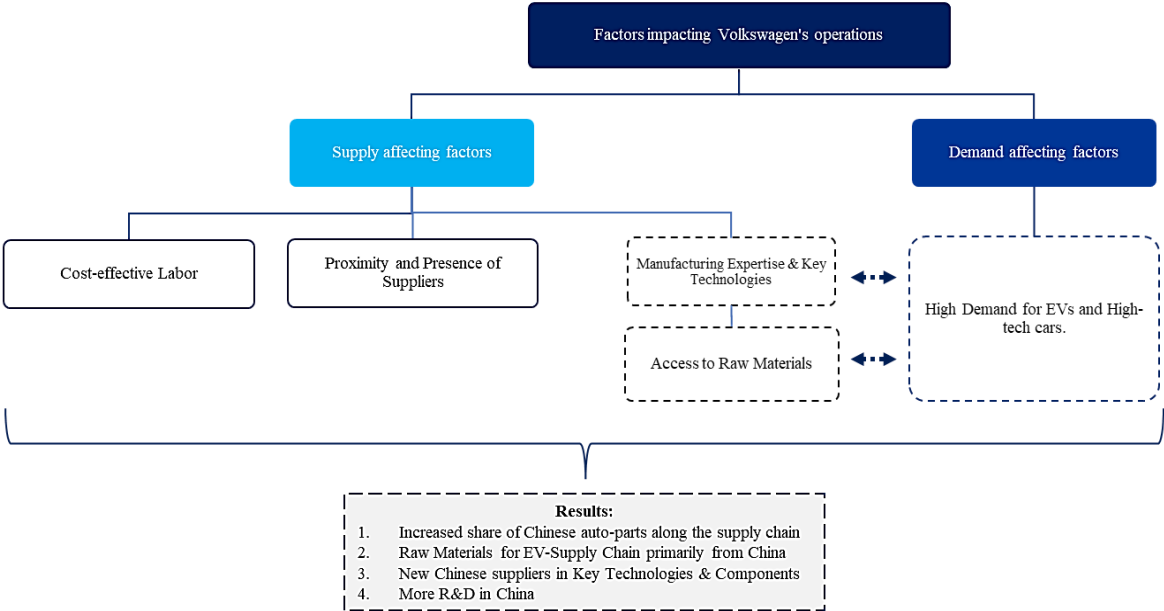 Factors impacting Volkswagen's operations
Supply affecting factors
Demand affecting factors
Cost-effective Labor
Proximity and Presence of
Suppliers
Manufacturing Expertise & Key
Technologies
High Demand for EVs and High-
tech cars.
Access to Raw Materials
Results:
1. Increased share of Chinese auto-parts along the supply chain
2. Raw Materials for EV-Supply Chain primarily from China
3. New Chinese suppliers in Key Technologies & Components
4. More R&D in China